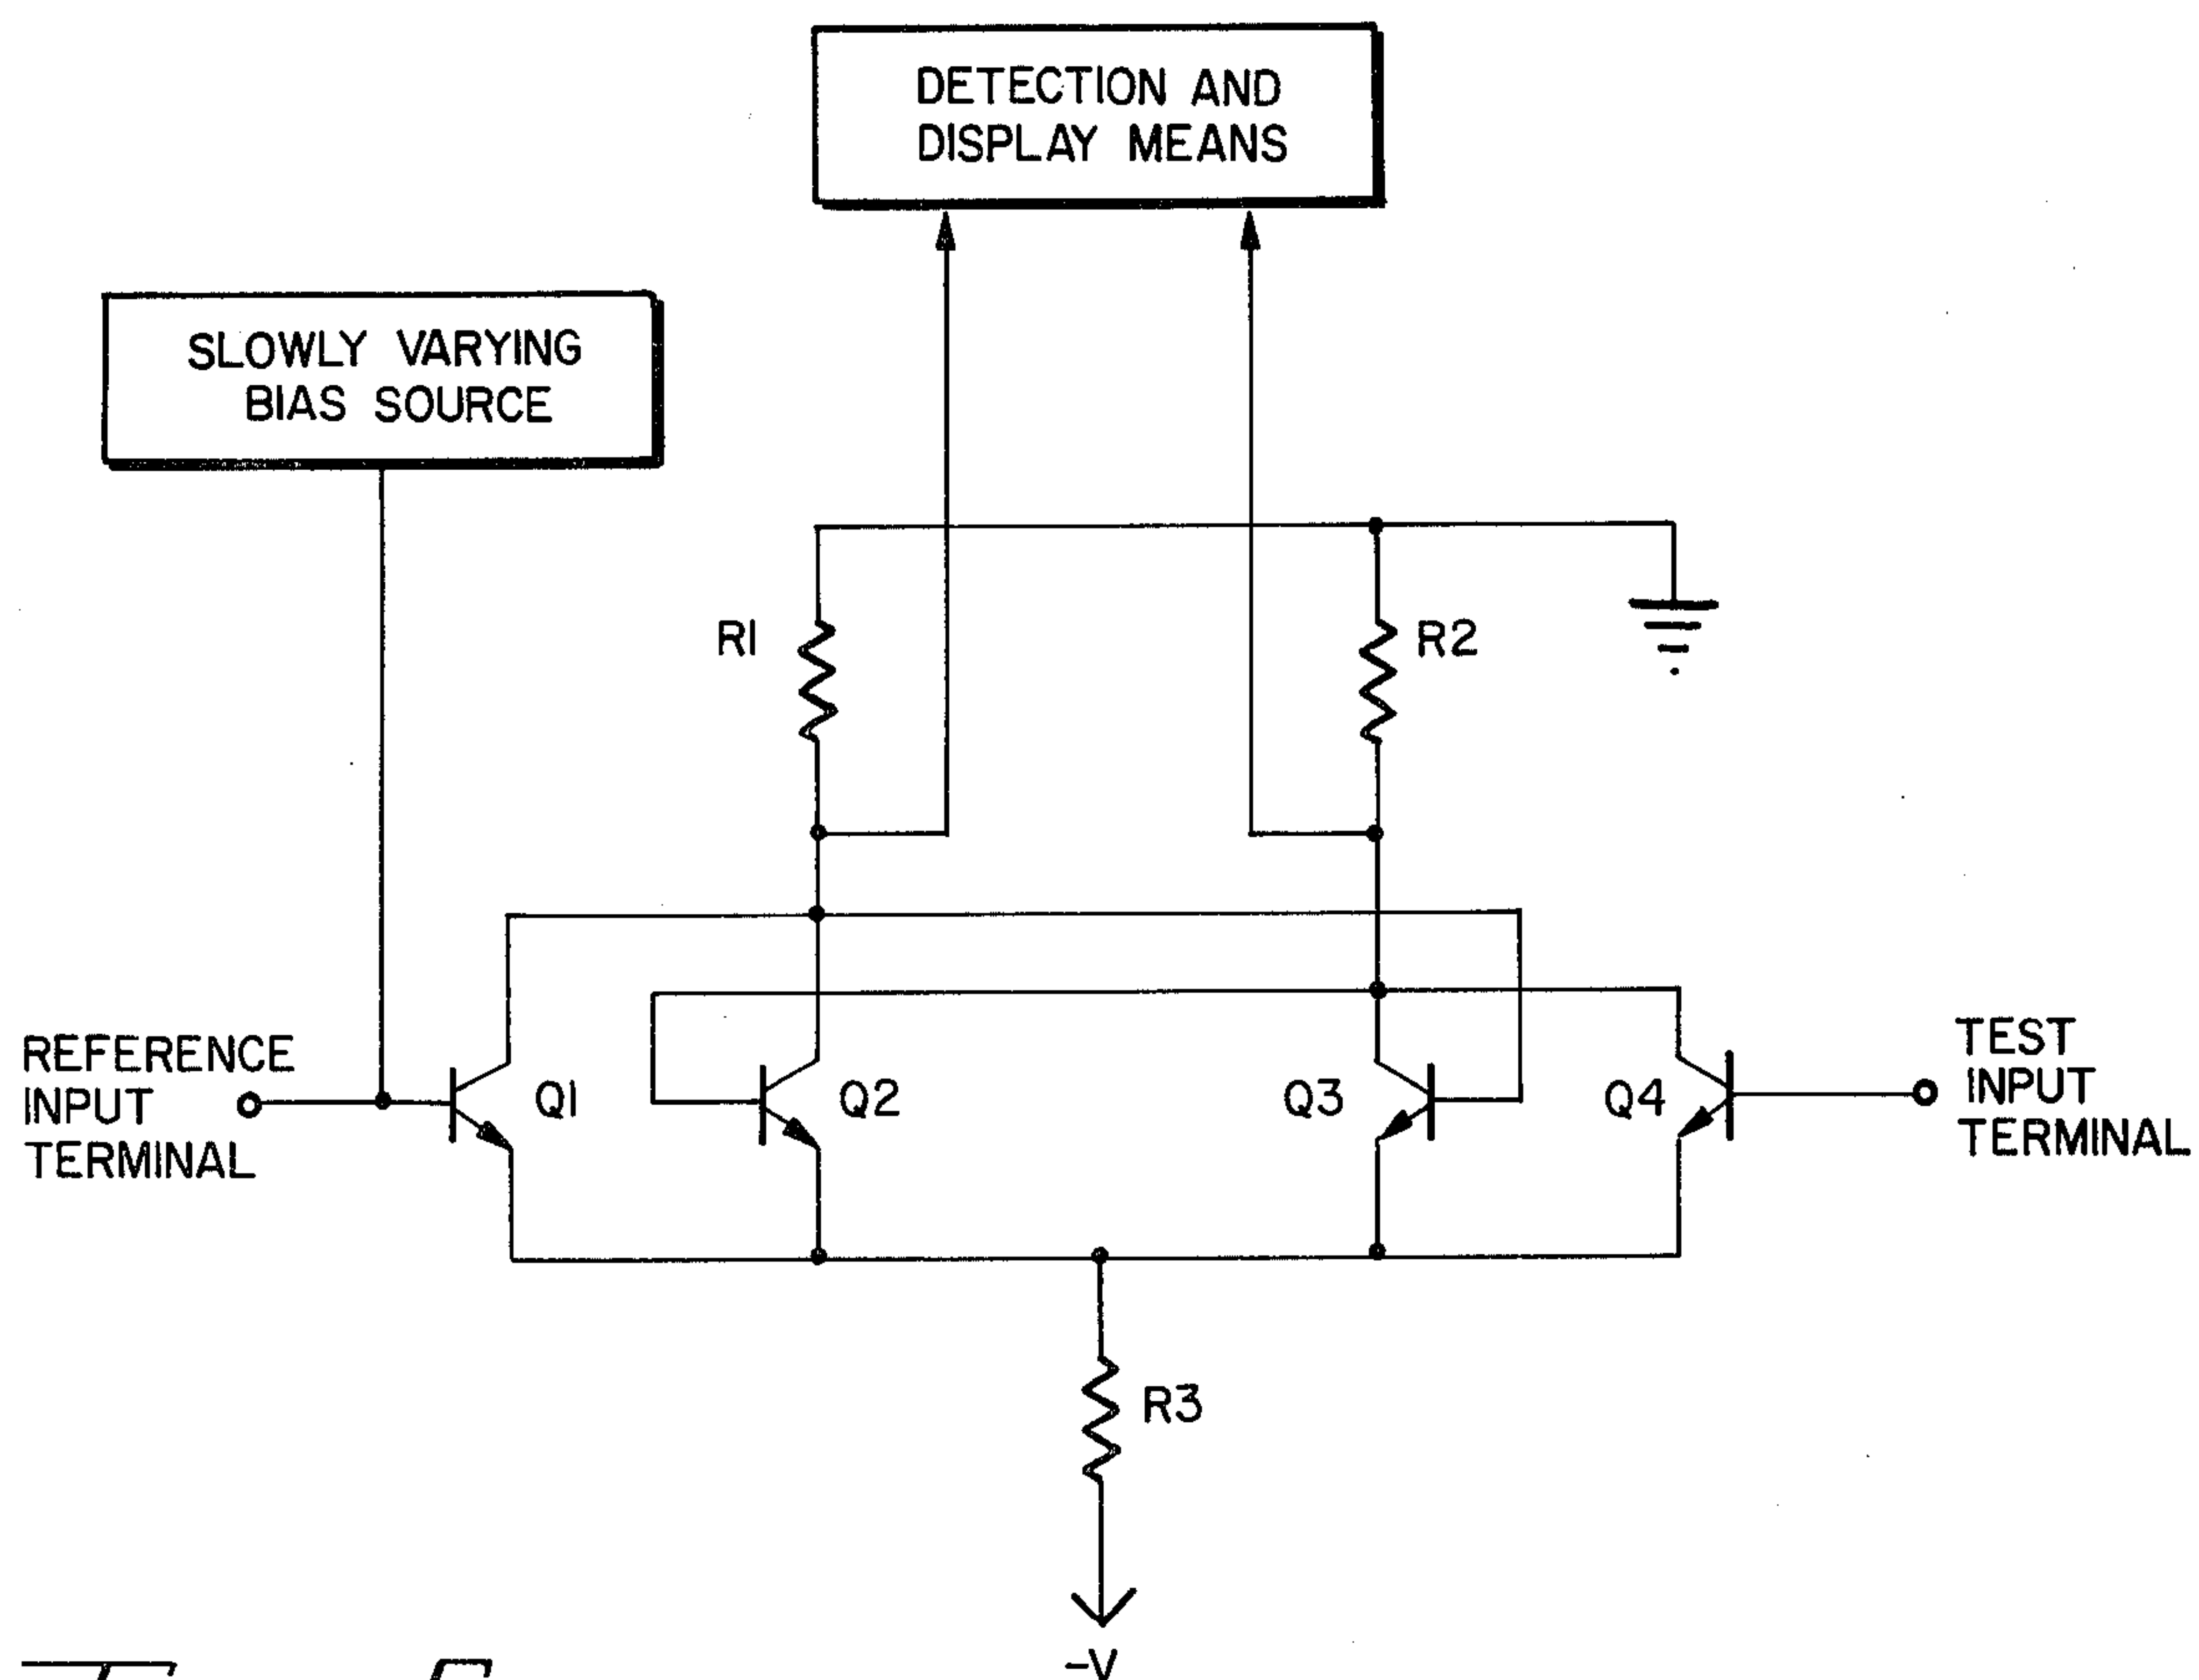 DETECTION AND
DISPLAY MEANS
SLOWLY VARYING
BIAS SOURCE
R1
R2
REFERENCE
INPUT
TERMINAL
Q1
Q2
Q3
Q4
TEST
INPUT
TERMINAL
R3
-V